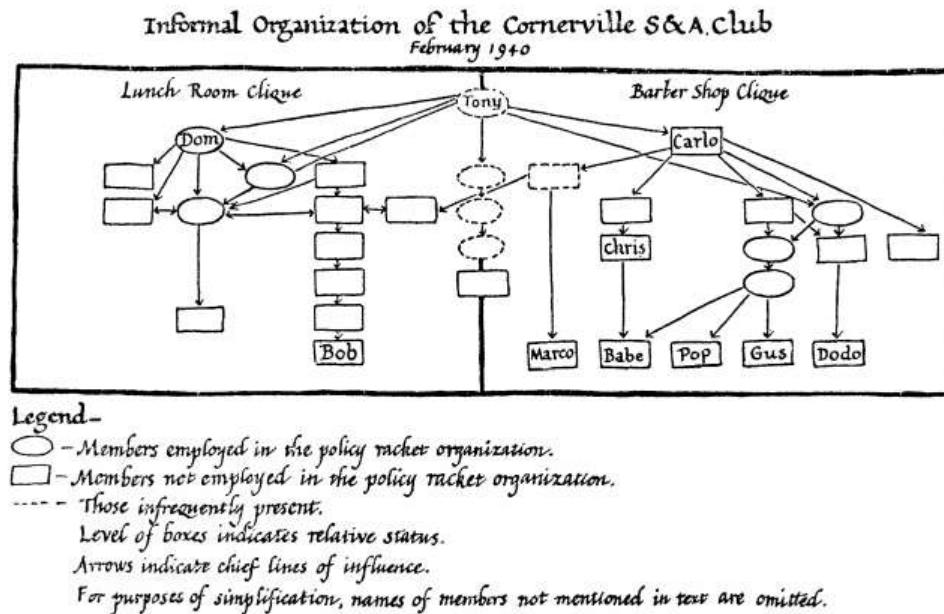 Informal Organization of the Cornerville S&A. Club
February 1940
Lunch Room Clique
Tony
Barber Shop Clique
Dom
Carlo
Chris
Bob
Marco
Babe
Pop
Gus
Dodo
Legend–
– Members employed in the policy racket organization.
– Members not employed in the policy racket organization.
– Those infrequently present.
Level of boxes indicates relative status.
Arrows indicate chief lines of influence.
For purposes of simplification, names of members not mentioned in text are omitted.